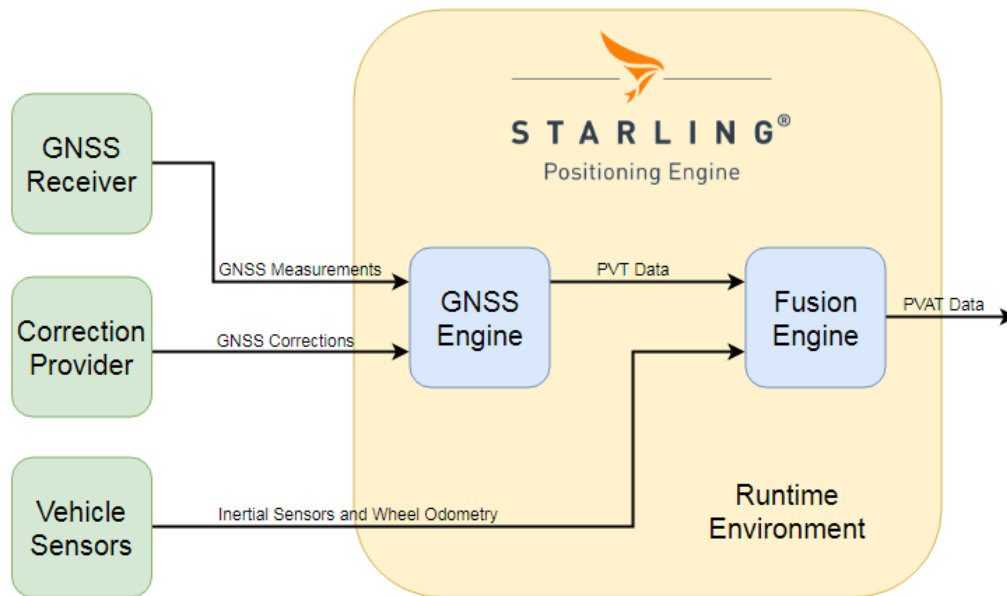 STARLING®
Positioning Engine
GNSS
Receiver
GNSS Measurements
Correction
Provider
GNSS Corrections
GNSS
Engine
PVT Data
Fusion
Engine
PVAT Data
Vehicle
Sensors
Inertial Sensors and Wheel Odometry
Runtime
Environment